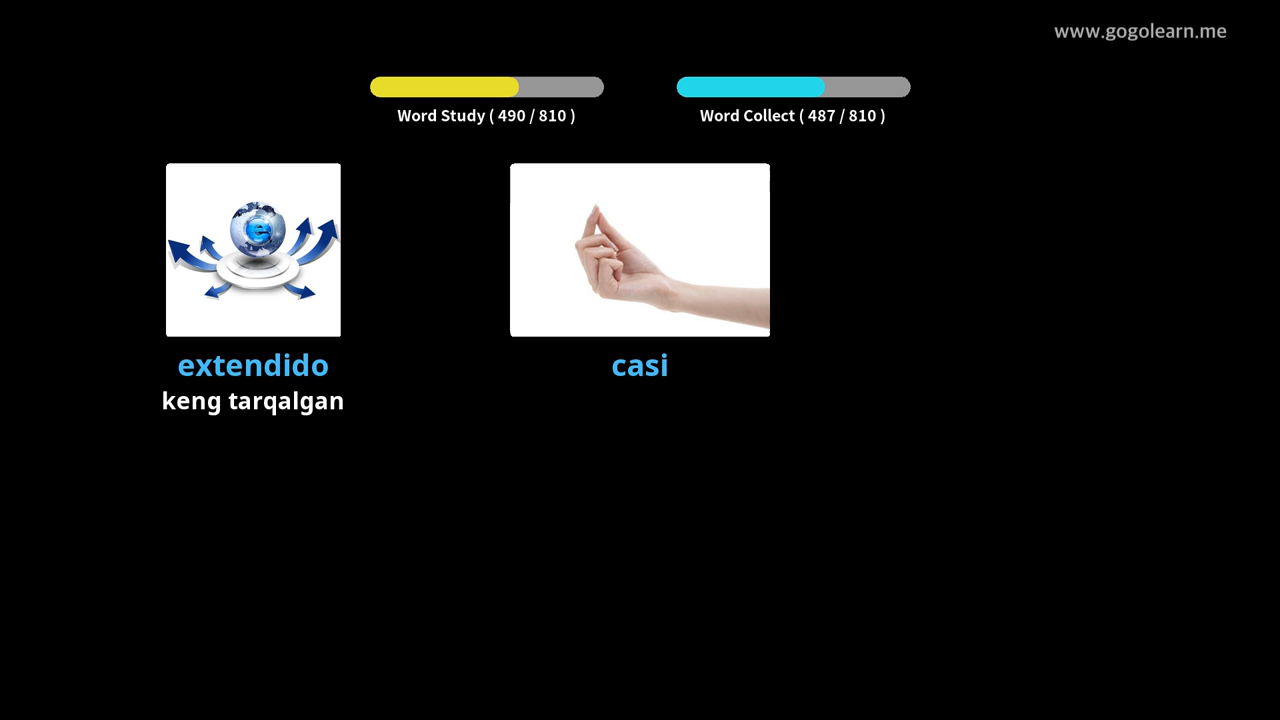 www.gogolearn.me
Word Study ( 490 / 810 )
Word Collect ( 487 / 810 )
e
extendido
keng tarqalgan
casi